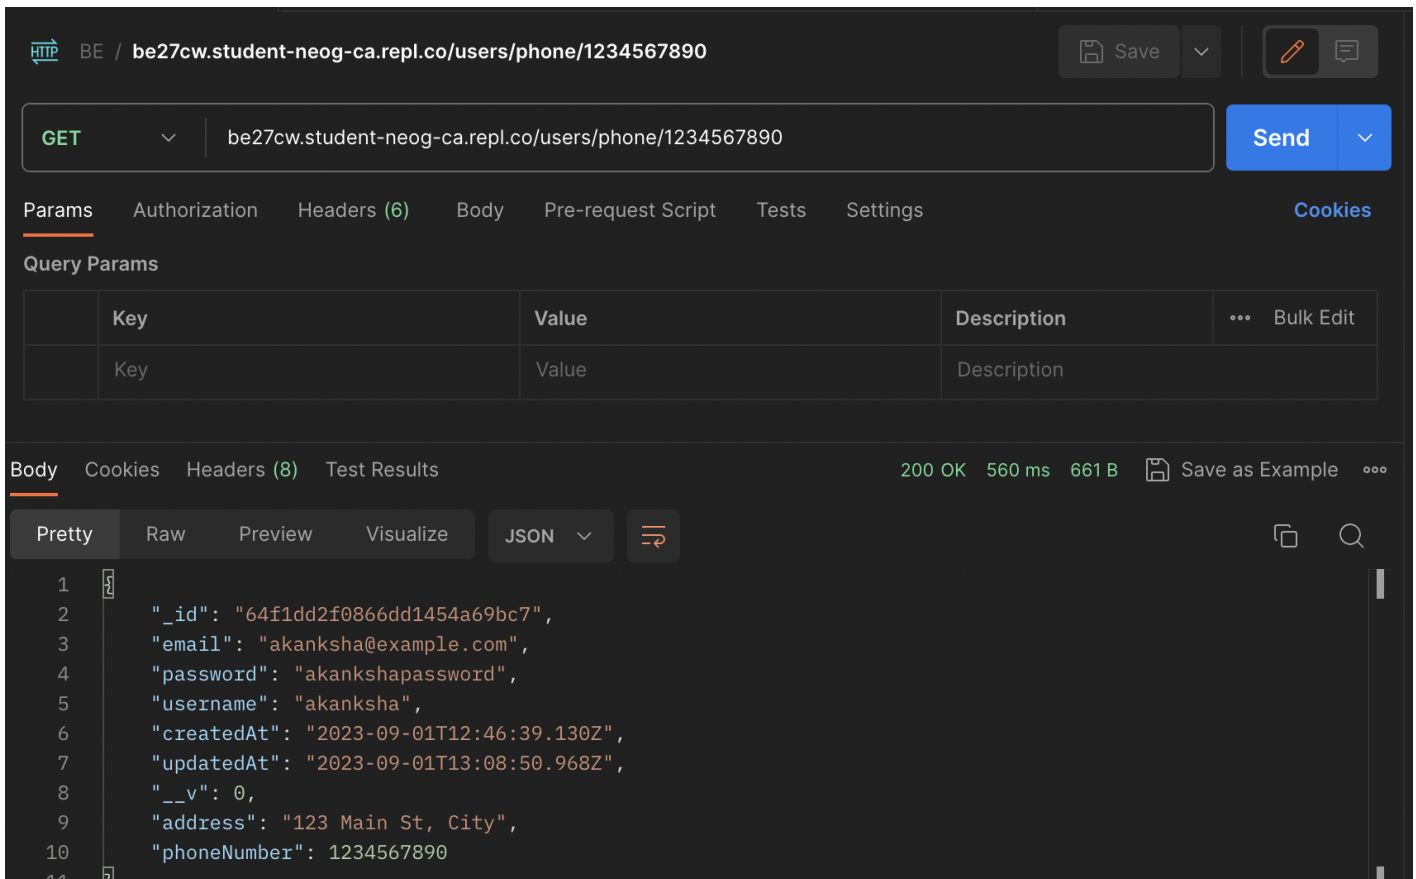 HTTP BE / be27cw.student-neog-ca.repl.co/users/phone/1234567890 Save
GET be27cw.student-neog-ca.repl.co/users/phone/1234567890 Send
Params Authorization Headers (6) Body Pre-request Script Tests Settings Cookies
Query Params
Key Value Description ooo Bulk Edit
Key Value Description
Body Cookies Headers (8) Test Results 200 OK 560 ms 661 B Save as Example ooo
Pretty Raw Preview Visualize JSON
1 {
2 "_id": "64f1dd2f0866dd1454a69bc7",
3 "email": "akanksha@example.com",
4 "password": "akankshapassword",
5 "username": "akanksha",
6 "createdAt": "2023-09-01T12:46:39.130Z",
7 "updatedAt": "2023-09-01T13:08:50.968Z",
8 "__v": 0,
9 "address": "123 Main St, City",
10 "phoneNumber": 1234567890
11 }